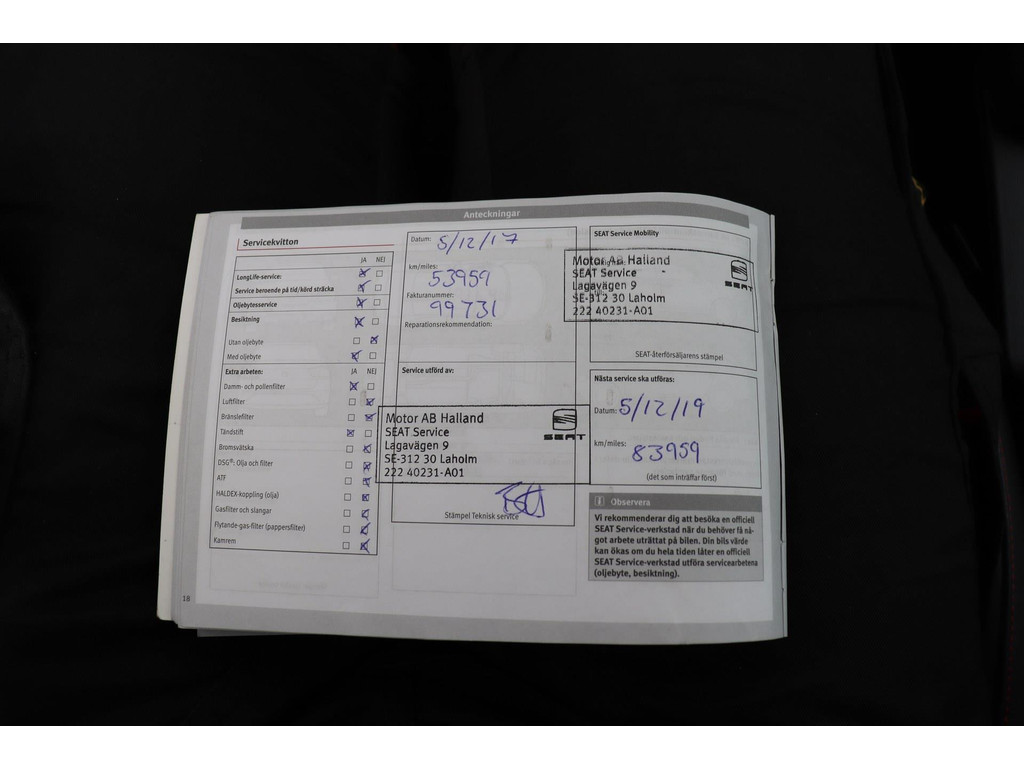 Anteckningar
Servicekvitton
JA NEJ
LongLife-service:
Service beroende på tid/körd sträcka
Oljebytesservice
Besiktning
Utan oljebyte
Med oljebyte
Extra arbeten: JA NEJ
Damm- och pollenfilter
Luftfilter
Bränslefilter
Tändstift
Bromsvätska
DSG®: Olja och filter
ATF
HALDEX-koppling (olja)
Gasfilter och slangar
Flytande-gas-filter (pappersfilter)
Kamrem
18
Datum: 5/12/17
km/miles:
53959
Fakturanummer:
99731
Reparationsrekommendation:
Service utförd av:
Motor AB Halland
SEAT Service
Lagavägen 9
SE-312 30 Laholm
222 40231-A01
SEAT
Stämpel Teknisk service
SEAT Service Mobility
Motor AB Halland
SEAT Service
Lagavägen 9
SE-312 30 Laholm
222 40231-A01
SEAT
SEAT-återförsäljarens stämpel
Nästa service ska utföras:
Datum: 5/12/19
km/miles:
83959
(det som inträffar först)
Observera
Vi rekommenderar dig att besöka en officiell
SEAT Service-verkstad när du behöver få nå-
got arbete uträttat på bilen. Din bils värde
kan ökas om du hela tiden låter en officiell
SEAT Service-verkstad utföra servicearbetena
(oljebyte, besiktning).